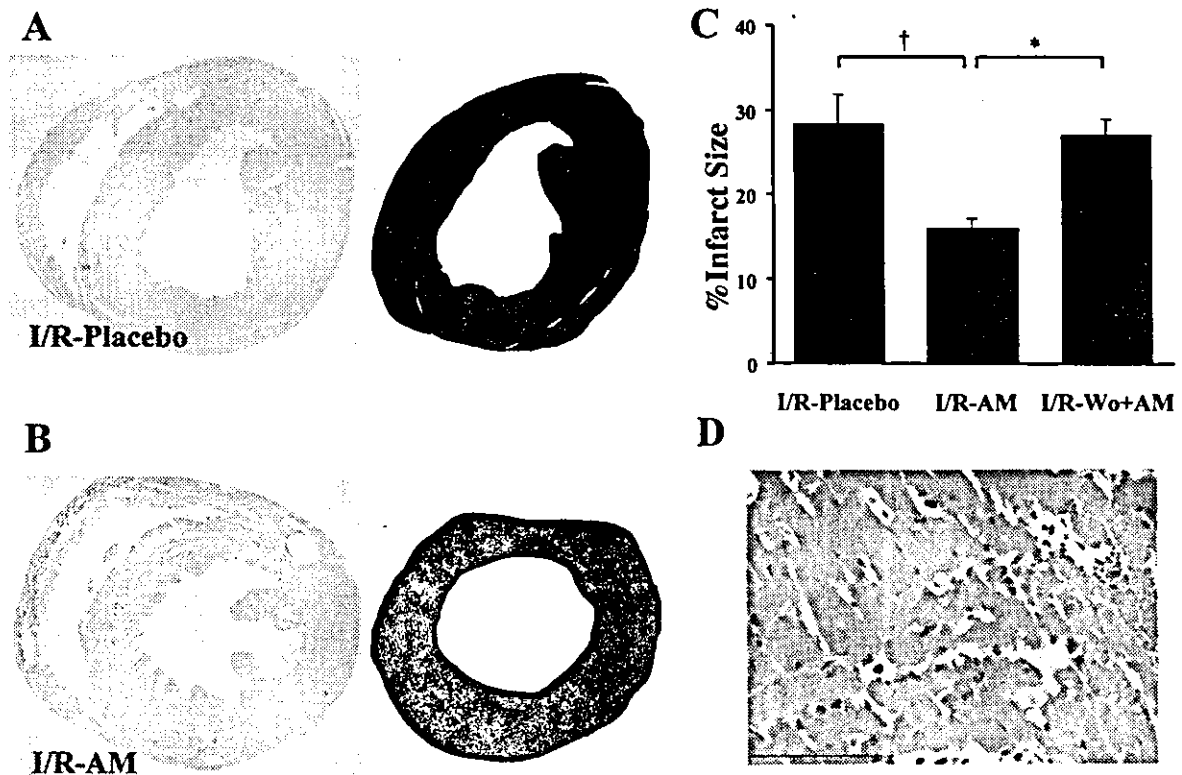 A
I/R-Placebo
B
I/R-AM
C
% Infarct Size
40
30
20
10
0
†
*
I/R-Placebo I/R-AM I/R-Wo+AM
D